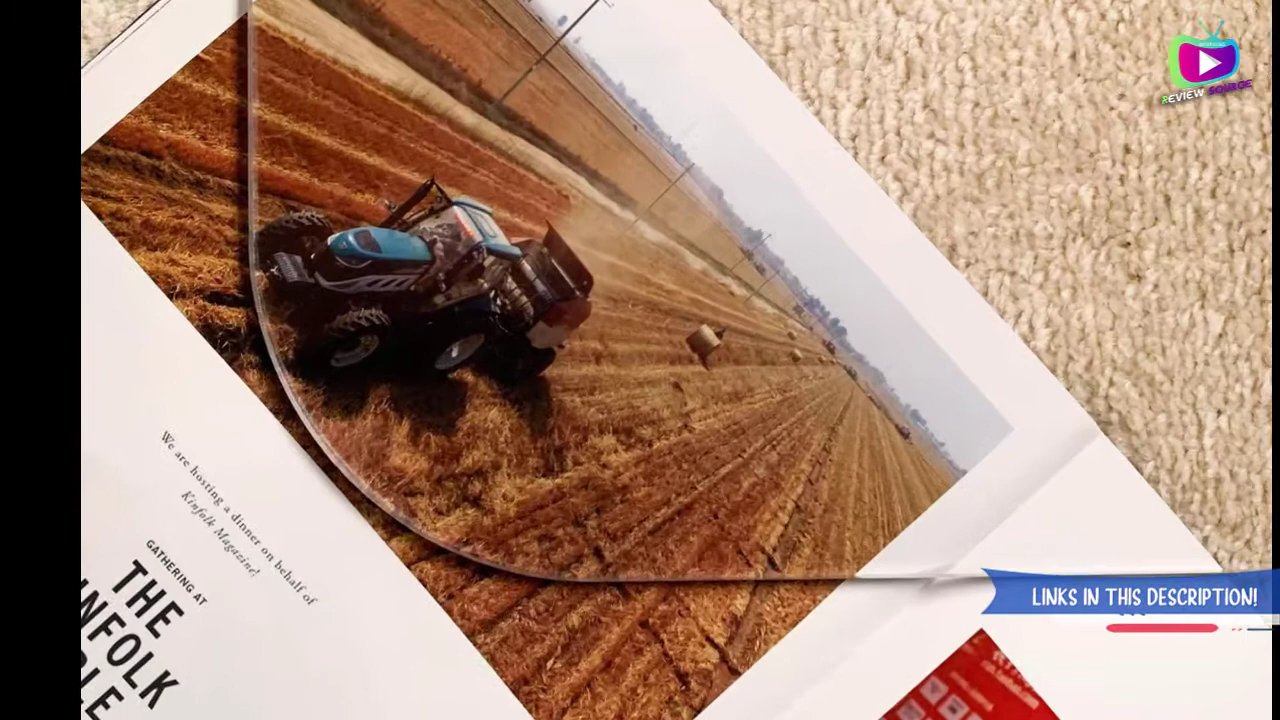 REVIEW SOURCE
We are hosting a dinner on behalf of
Kinfolk Magazine!
GATHERING AT
THE
INFOLK
LE
LINKS IN THIS DESCRIPTION!